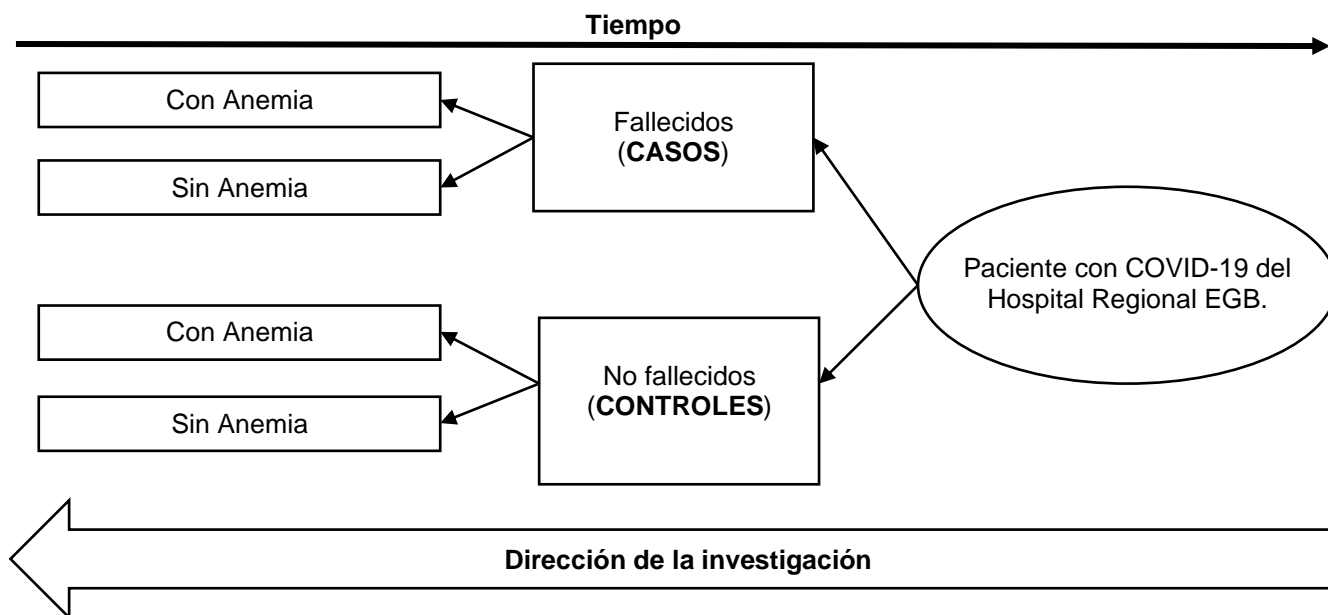 Tiempo
Con Anemia
Sin Anemia
Fallecidos
(CASOS)
Con Anemia
Sin Anemia
No fallecidos
(CONTROLES)
Paciente con COVID-19 del
Hospital Regional EGB.
Dirección de la investigación